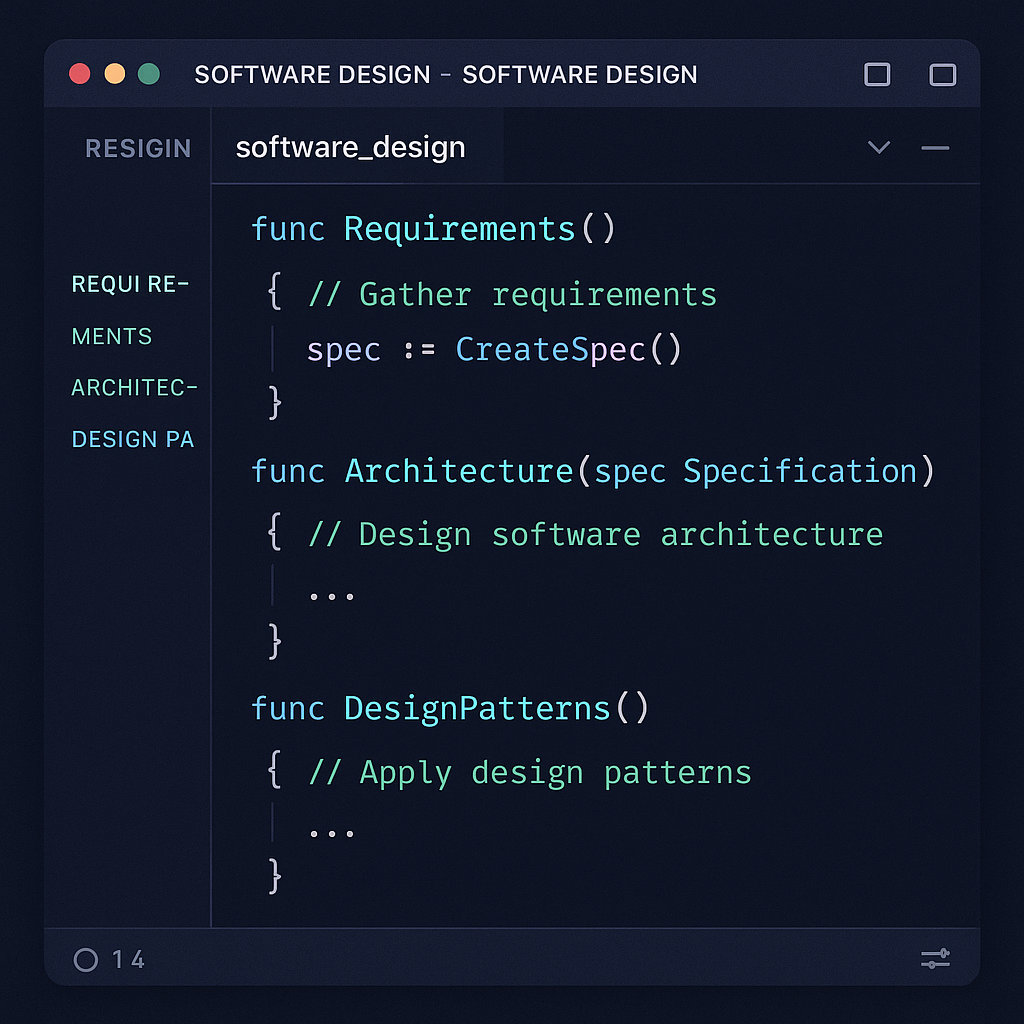 SOFTWARE DESIGN – SOFTWARE DESIGN
RESIGIN
software_design
REQUI RE-
MENTS
ARCHITEC-
DESIGN PA
func Requirements()
{ // Gather requirements
spec := CreateSpec()
}
func Architecture(spec Specification)
{ // Design software architecture
...
}
func DesignPatterns()
{ // Apply design patterns
...
}
14